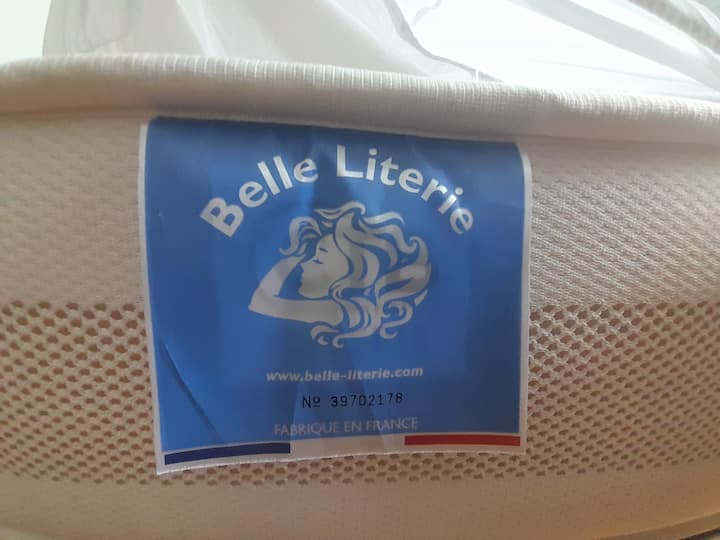 Belle Literie
www.belle-literie.com
Nº 39702178
FABRIQUE EN FRANCE